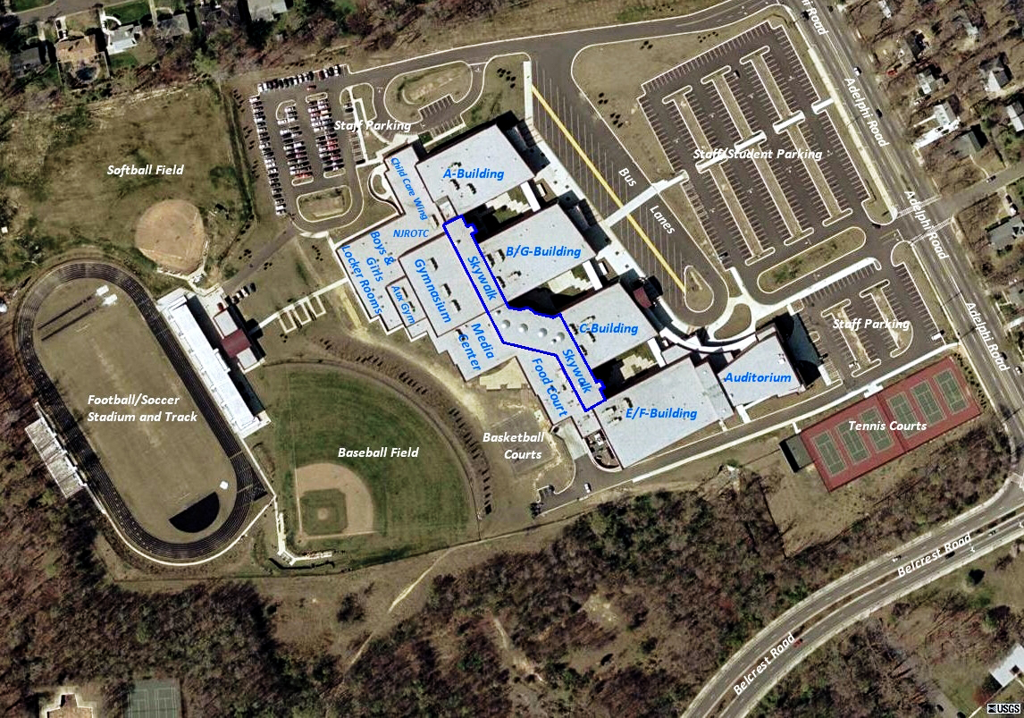 Adelphi Road
Adelphi Road
Staff Parking
Staff/Student Parking
Softball Field
Child Care Wing
A-Building
Bus
Lanes
Adelphi Road
NJROTC
Boys &
Girls
Locker Rooms
B/G-Building
Gymnasium
Skywalk
Aux Gym
Media
Center
C-Building
Staff Parking
Adelphi Road
Skywalk
Food Court
Auditorium
Football/Soccer
Stadium and Track
E/F-Building
Tennis Courts
Basketball
Courts
Baseball Field
Belcrest Road
Belcrest Road
USGS